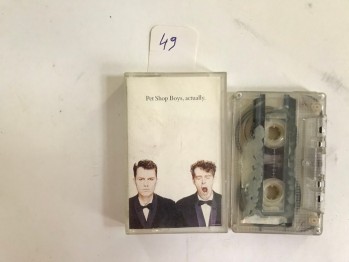 49
Pet Shop Boys, actually.